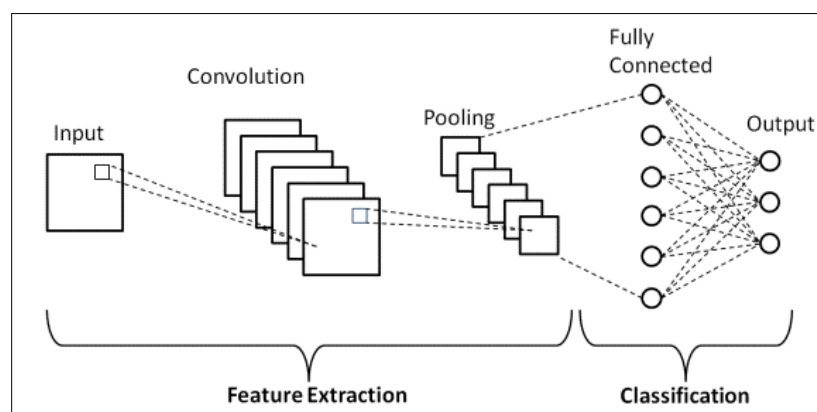 Input
Convolution
Pooling
Fully
Connected
Output
Feature Extraction
Classification